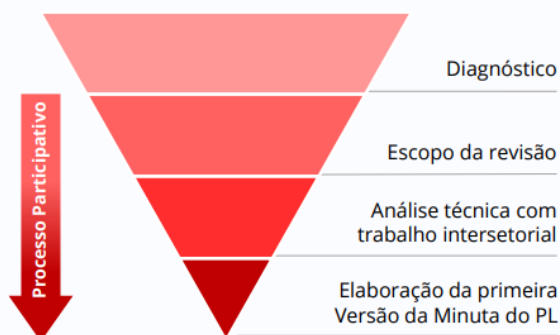 Processo Participativo
Diagnóstico
Escopo da revisão
Análise técnica com
trabalho intersetorial
Elaboração da primeira
Versão da Minuta do PL